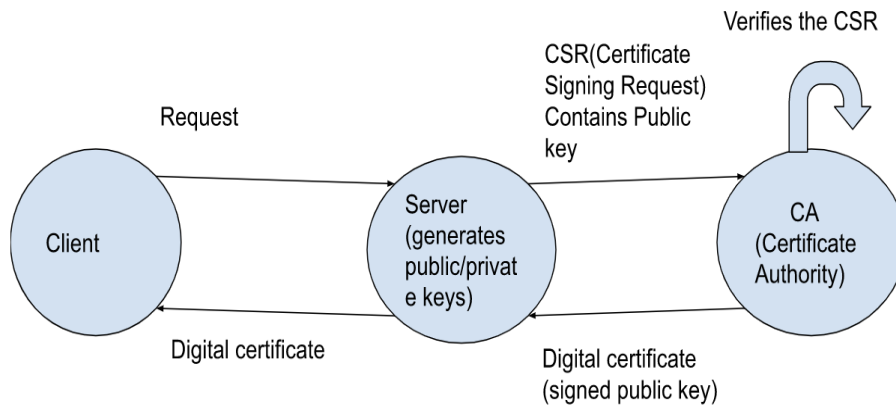 Verifies the CSR
CSR(Certificate
Signing Request)
Contains Public
key
Request
Client
Server
(generates
public/privat
e keys)
CA
(Certificate
Authority)
Digital certificate
Digital certificate
(signed public key)